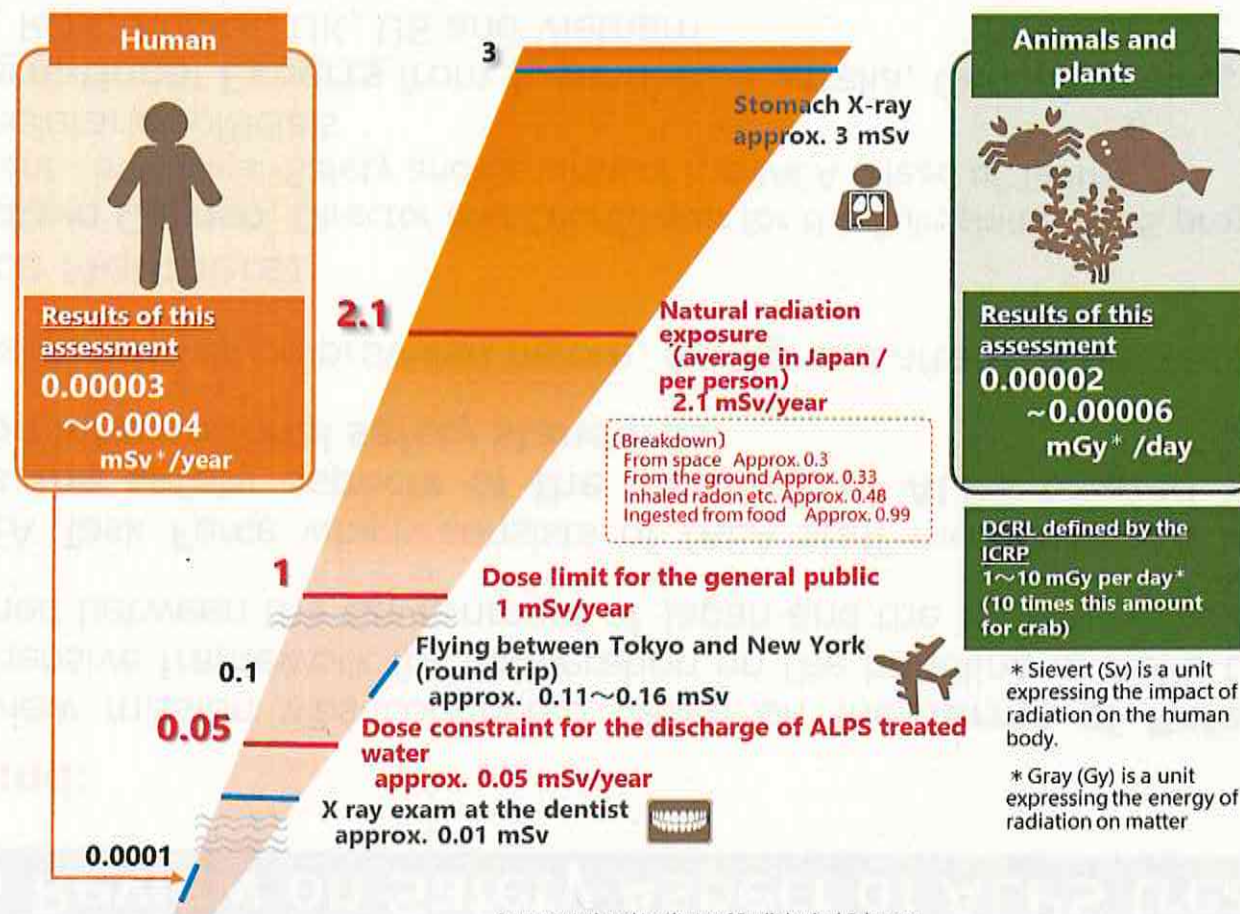 Human
Results of this
assessment
0.00003
～0.0004
mSv*/year
3
Stomach X-ray
approx. 3 mSv
2.1
Natural radiation
exposure
(average in Japan /
per person)
2.1 mSv/year
(Breakdown)
From space Approx. 0.3
From the ground Approx. 0.33
Inhaled radon etc. Approx. 0.48
Ingested from food Approx. 0.99
1
Dose limit for the general public
1 mSv/year
0.1
Flying between Tokyo and New York
(round trip)
approx. 0.11～0.16 mSv
0.05
Dose constraint for the discharge of ALPS treated
water
approx. 0.05 mSv/year
X ray exam at the dentist
approx. 0.01 mSv
0.0001
Animals and
plants
Results of this
assessment
0.00002
~0.00006
mGy* /day
DCRL defined by the
ICRP
1～10 mGy per day*
(10 times this amount
for crab)
* Sievert (Sv) is a unit
expressing the impact of
radiation on the human
body.
* Gray (Gy) is a unit
expressing the energy of
radiation on matter